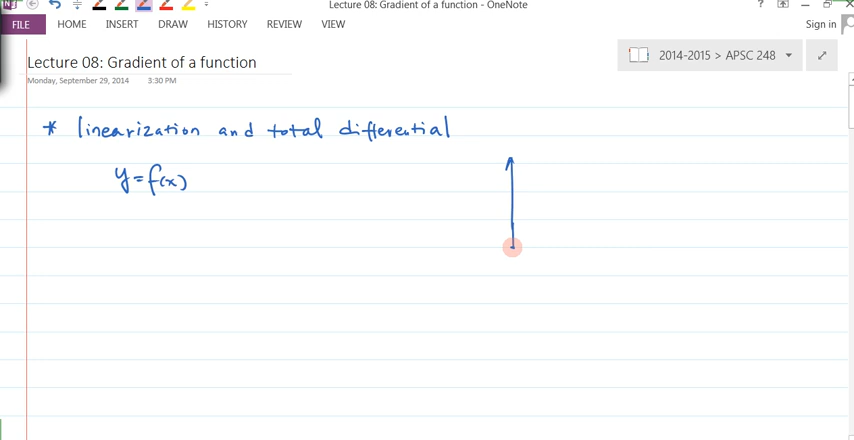 Lecture 08: Gradient of a function - OneNote
?
FILE HOME INSERT DRAW HISTORY REVIEW VIEW Sign in
Lecture 08: Gradient of a function
2014-2015 > APSC 248
Monday, September 29, 2014 3:30 PM
* linearization and total differential
y=f(x)